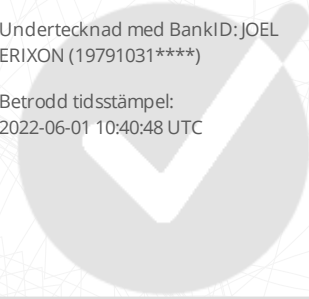 Undertecknad med BankID: JOEL
ERIXON (19791031****)
Betrodd tidsstämpel:
2022-06-01 10:40:48 UTC